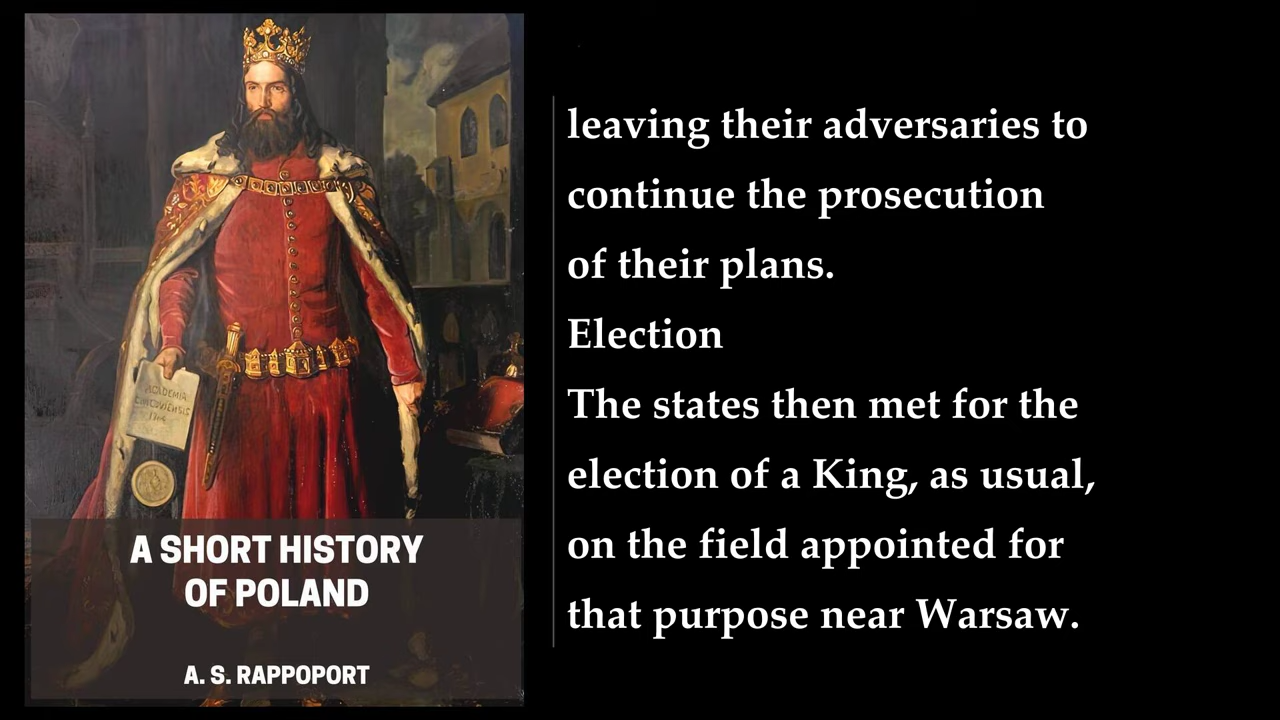 leaving their adversaries to
continue the prosecution
of their plans.
Election
The states then met for the
election of a King, as usual,
on the field appointed for
that purpose near Warsaw.
ACADEMIA
A SHORT HISTORY
OF POLAND
A. S. RAPPOPORT